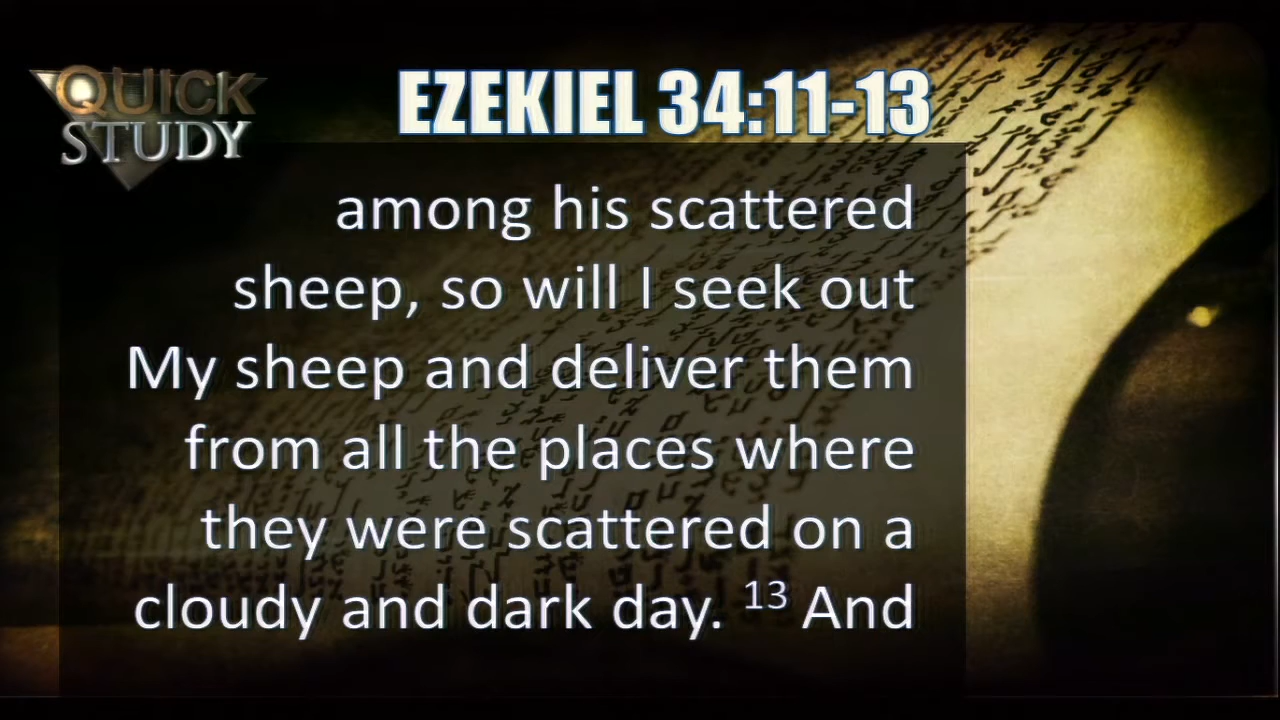 QUICK
STUDY
EZEKIEL 34:11-13
among his scattered
sheep, so will I seek out
My sheep and deliver them
from all the places where
they were scattered on a
cloudy and dark day. 13 And